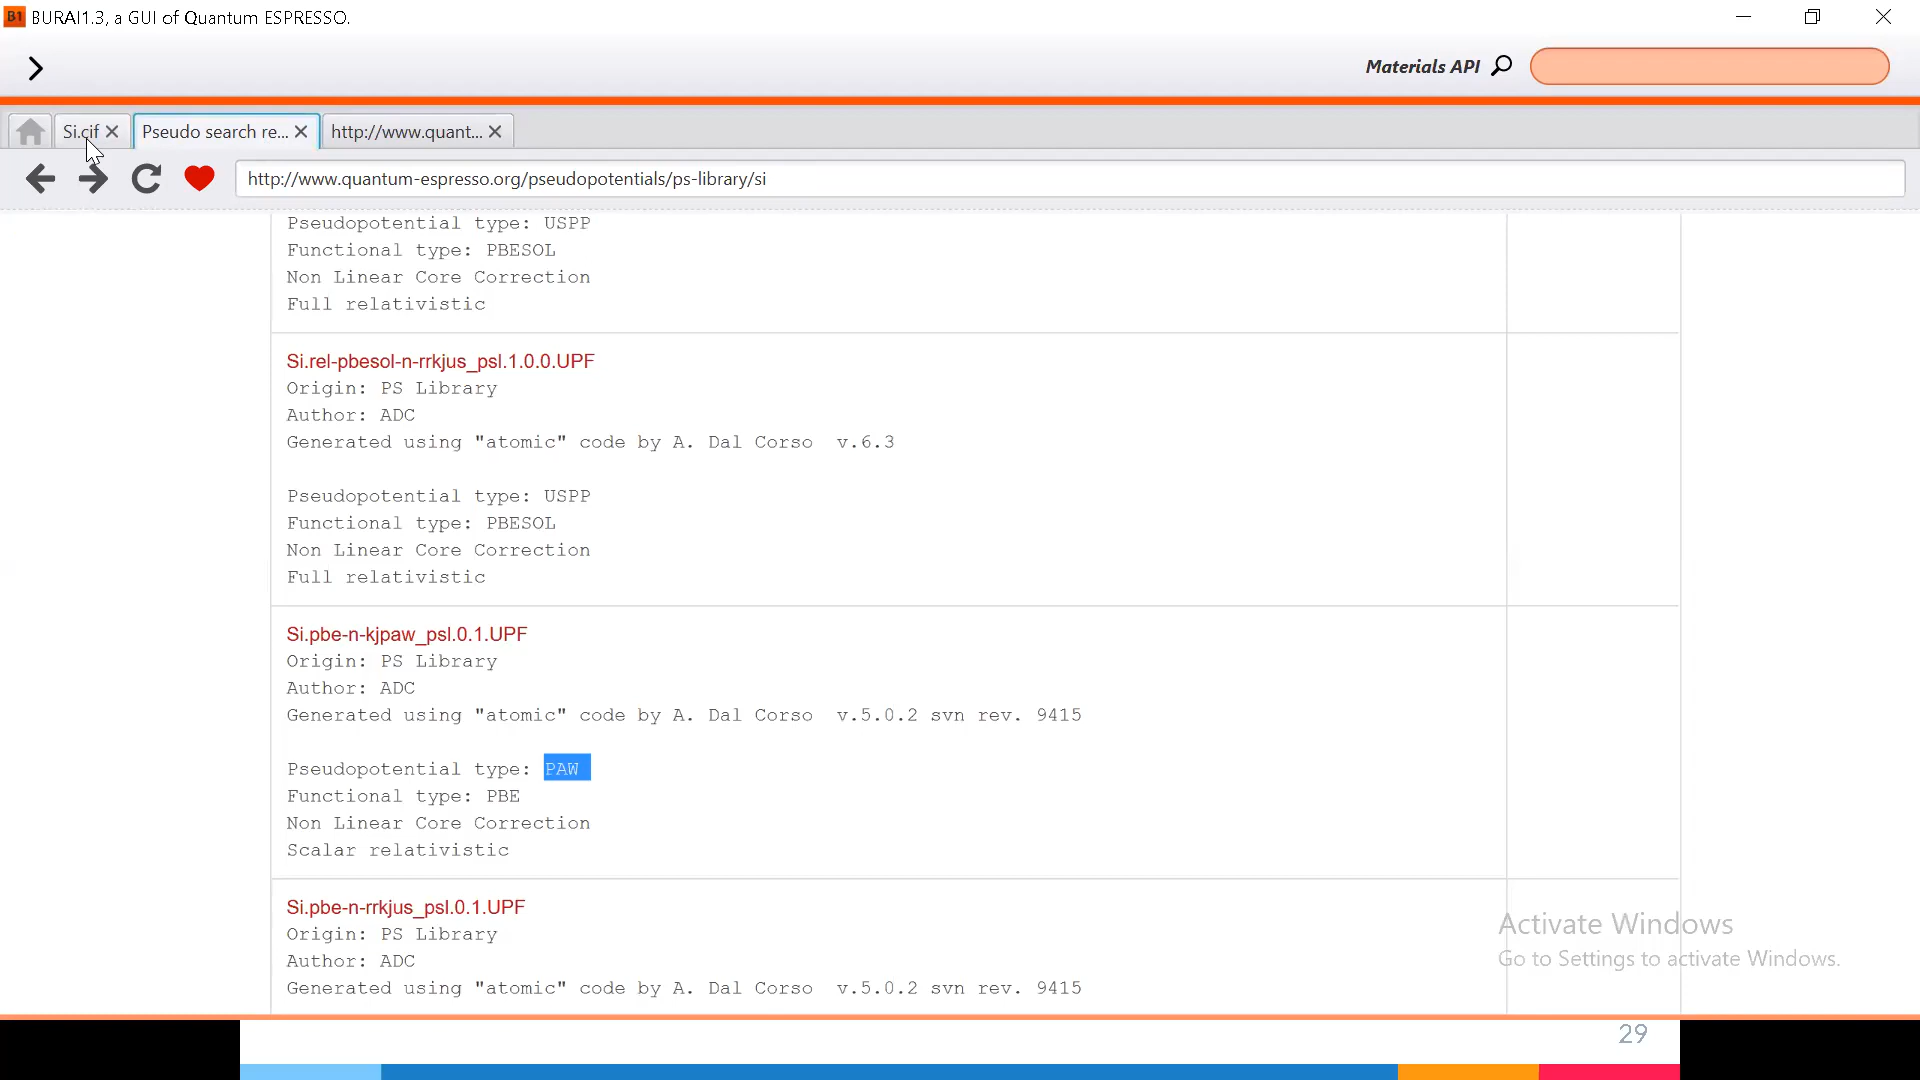 B1 BURAI1.3, a GUI of Quantum ESPRESSO.
Materials API
Si.cif Pseudo search re... http://www.quant...
http://www.quantum-espresso.org/pseudopotentials/ps-library/si
Pseudopotential type: USPP
Functional type: PBESOL
Non Linear Core Correction
Full relativistic
Si.rel-pbesol-n-rrkjus_psl.1.0.0.UPF
Origin: PS Library
Author: ADC
Generated using "atomic" code by A. Dal Corso v.6.3
Pseudopotential type: USPP
Functional type: PBESOL
Non Linear Core Correction
Full relativistic
Si.pbe-n-kjpaw_psl.0.1.UPF
Origin: PS Library
Author: ADC
Generated using "atomic" code by A. Dal Corso v.5.0.2 svn rev. 9415
Pseudopotential type: PAW
Functional type: PBE
Non Linear Core Correction
Scalar relativistic
Si.pbe-n-rrkjus_psl.0.1.UPF
Origin: PS Library
Author: ADC
Generated using "atomic" code by A. Dal Corso v.5.0.2 svn rev. 9415
Activate Windows
Go to Settings to activate Windows.
29